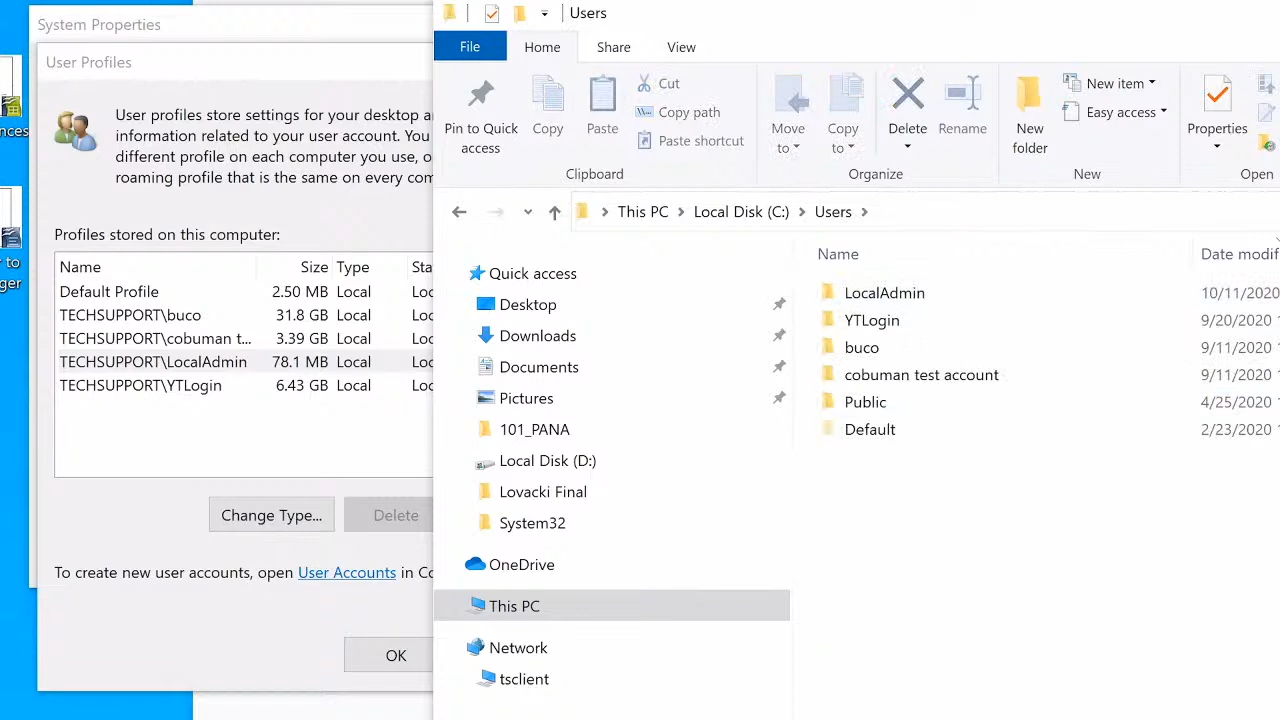 System Properties
User Profiles
User profiles store settings for your desktop a
information related to your user account. You
different profile on each computer you use, o
roaming profile that is the same on every com
Profiles stored on this computer:
Name Size Type Sta
Default Profile 2.50 MB Local Loc
TECHSUPPORT\buco 31.8 GB Local Loc
TECHSUPPORT\cobuman t... 3.39 GB Local Loc
TECHSUPPORT\LocalAdmin 78.1 MB Local Loc
TECHSUPPORT\YTLogin 6.43 GB Local Loc
Change Type... Delete
To create new user accounts, open User Accounts in Co
OK
nces
r to
ger
Users
File Home Share View
Pin to Quick
access
Copy
Paste
Cut
Copy path
Paste shortcut
Clipboard
Move
to
Copy
to
Delete
Rename
Organize
New
folder
New item
Easy access
New
Properties
Open
This PC Local Disk (C:) Users
Quick access
Desktop
Downloads
Documents
Pictures
101_PANA
Local Disk (D:)
Lovacki Final
System32
OneDrive
This PC
Network
tsclient
Name Date modif
LocalAdmin 10/11/2020
YTLogin 9/20/2020 1
buco 9/11/2020 1
cobuman test account 9/11/2020 1
Public 4/25/2020 1
Default 2/23/2020 1